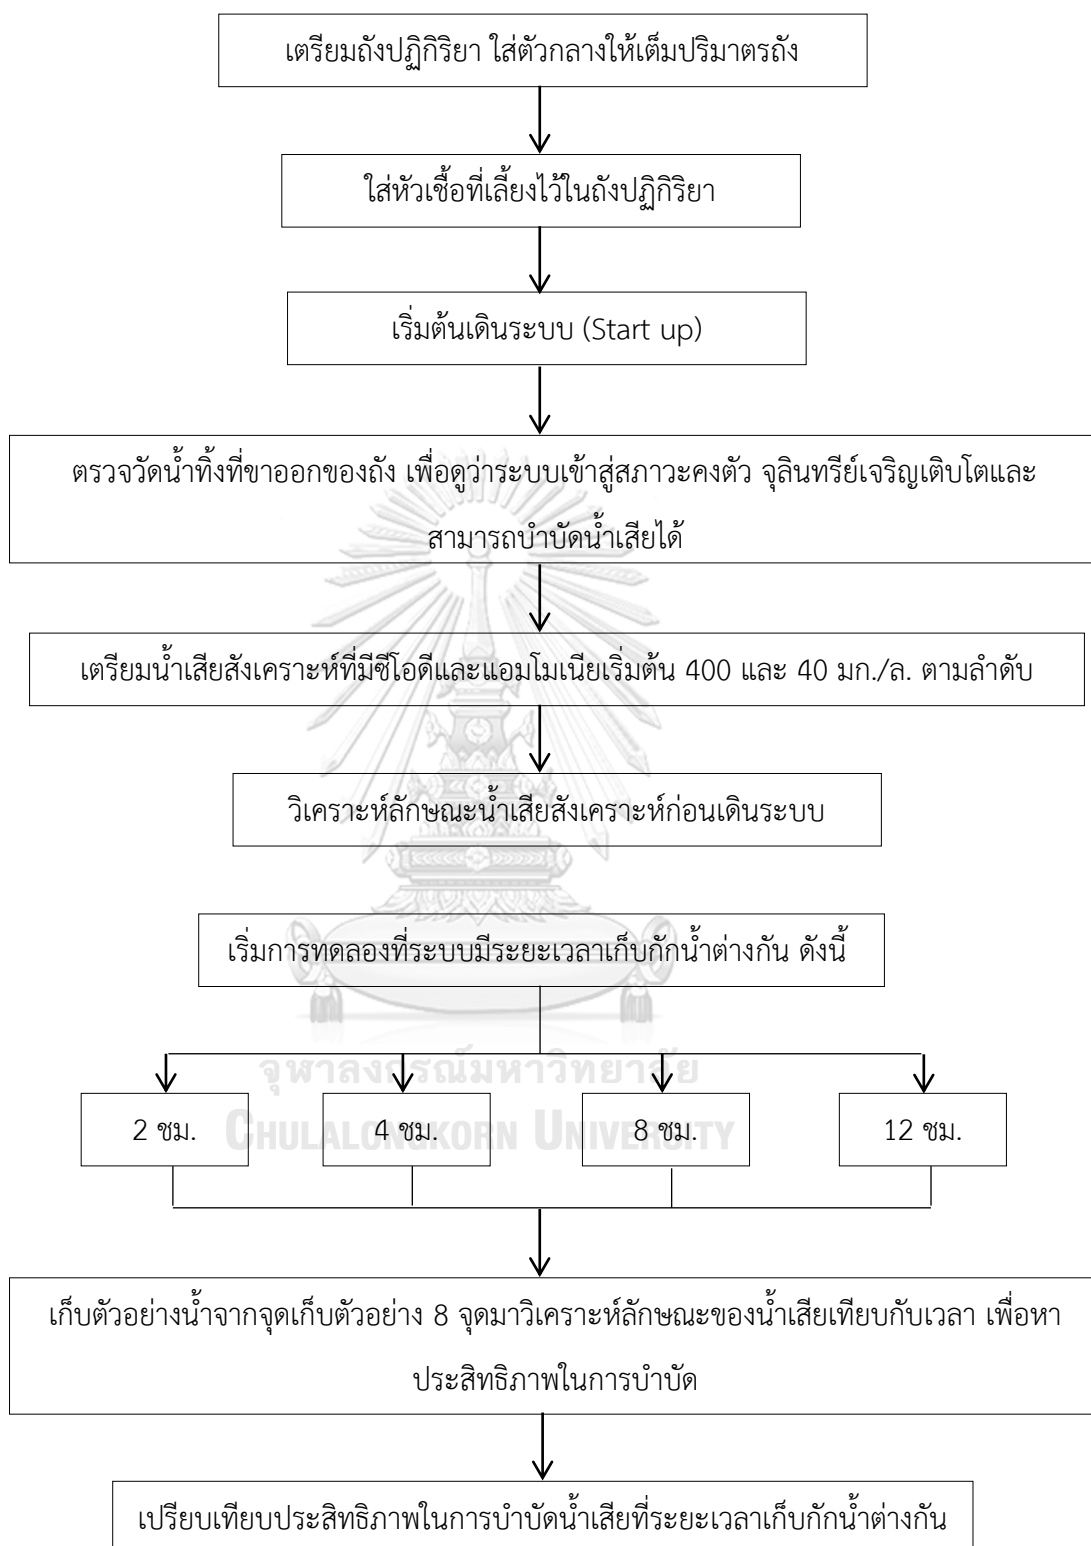 เตรียมถังปฏิกิริยา ใส่ตัวกลางให้เต็มปริมาตรถัง
ใส่หัวเชื้อที่เลี้ยงไว้ในถังปฏิกิริยา
เริ่มต้นเดินระบบ (Start up)
ตรวจวัดน้ำทิ้งที่ขาออกของถัง เพื่อดูว่าระบบเข้าสู่สภาวะคงตัว จุลินทรีย์เจริญเติบโตและ
สามารถบำบัดน้ำเสียได้
เตรียมน้ำเสียสังเคราะห์ที่มีซีโอดีและแอมโมเนียเริ่มต้น 400 และ 40 มก./ล. ตามลำดับ
วิเคราะห์ลักษณะน้ำเสียสังเคราะห์ก่อนเดินระบบ
เริ่มการทดลองที่ระบบมีระยะเวลาเก็บกักน้ำต่างกัน ดังนี้
จุฬาลงกรณ์มหาวิทยาลัย
2 ชม. 4 ชม. 8 ชม. 12 ชม.
CHULALONGKORN UNIVERSITY
เก็บตัวอย่างน้ำจากจุดเก็บตัวอย่าง 8 จุดมาวิเคราะห์ลักษณะของน้ำเสียเทียบกับเวลา เพื่อหา
ประสิทธิภาพในการบำบัด
เปรียบเทียบประสิทธิภาพในการบำบัดน้ำเสียที่ระยะเวลาเก็บกักน้ำต่างกัน